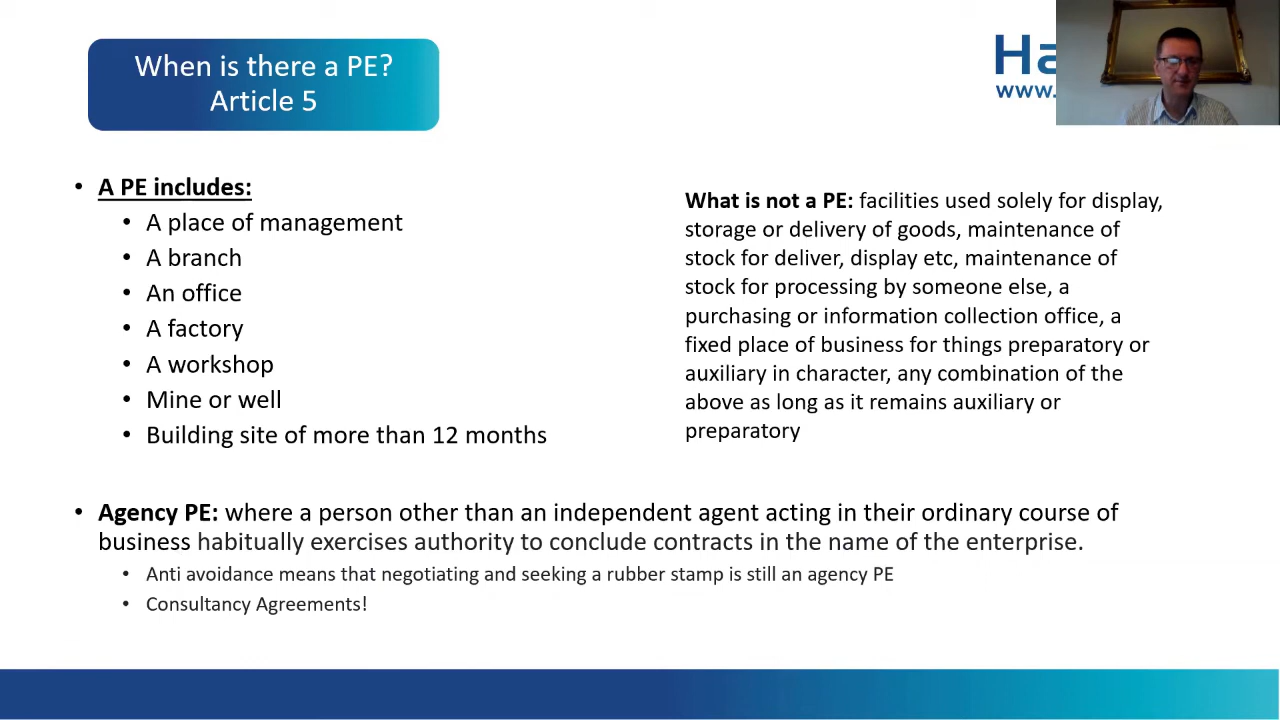 When is there a PE?
Article 5
Ha
www.
• A PE includes:
• A place of management
• A branch
• An office
• A factory
• A workshop
• Mine or well
• Building site of more than 12 months
What is not a PE: facilities used solely for display,
storage or delivery of goods, maintenance of
stock for deliver, display etc, maintenance of
stock for processing by someone else, a
purchasing or information collection office, a
fixed place of business for things preparatory or
auxiliary in character, any combination of the
above as long as it remains auxiliary or
preparatory
• Agency PE: where a person other than an independent agent acting in their ordinary course of
business habitually exercises authority to conclude contracts in the name of the enterprise.
• Anti avoidance means that negotiating and seeking a rubber stamp is still an agency PE
• Consultancy Agreements!